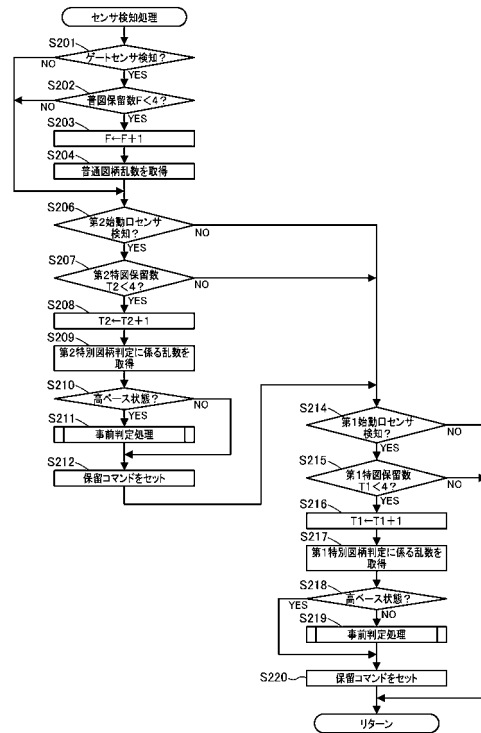 センサ検知処理
S201
ゲートセンサ検知？
NO
YES
S202
普図保留数F＜4？
NO
YES
S203
F←F＋1
S204
普通図柄乱数を取得
S206
第2始動口センサ
検知？
NO
YES
S207
第2特図保留数
T2＜4？
NO
YES
S208
T2←T2＋1
S209
第2特別図柄判定に係る乱数を
取得
S210
高ベース状態？
NO
YES
S211
事前判定処理
S212
保留コマンドをセット
S214
第1始動口センサ
検知？
NO
YES
S215
第1特図保留数
T1＜4？
NO
YES
S216
T1←T1＋1
S217
第1特別図柄判定に係る乱数を
取得
S218
高ベース状態？
YES
NO
S219
事前判定処理
S220
保留コマンドをセット
リターン